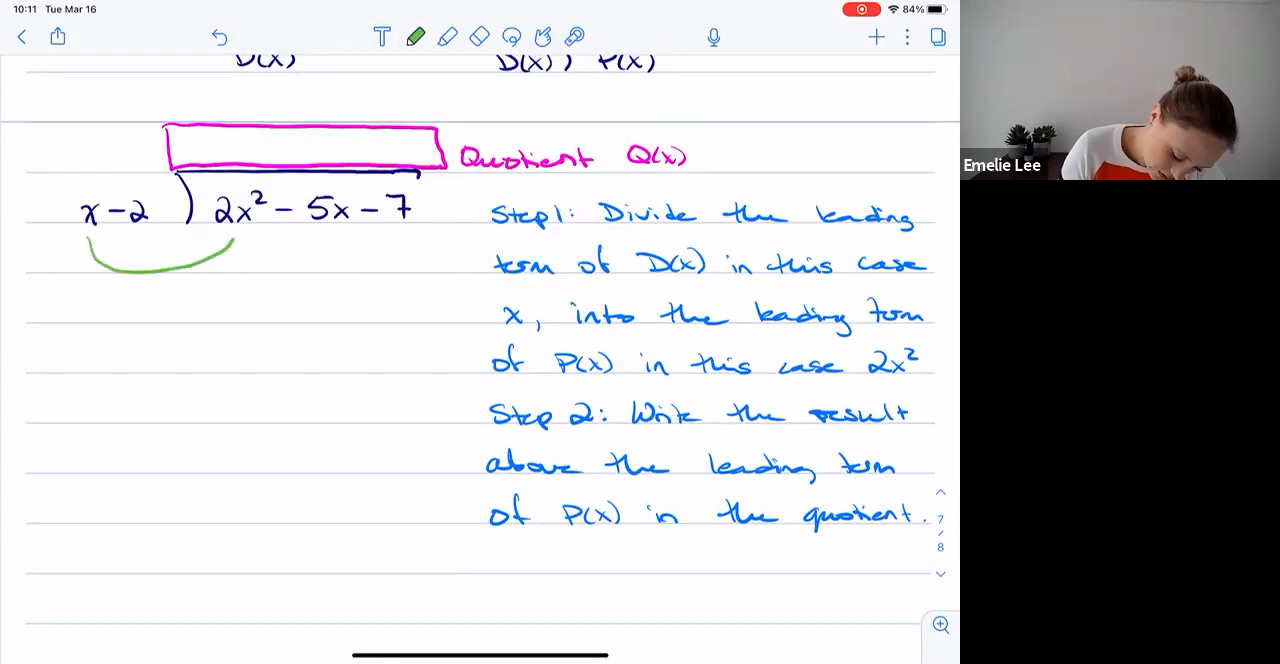 10:11 Tue Mar 16
84%
D(x) D(x) ) P(x)
Quotient Q(x)
x - 2 ) 2x² - 5x - 7
Step 1: Divide the leading
term of D(x) in this case
x, into the leading term
of P(x) in this case 2x²
Step 2: Write the result
above the leading term
of P(x) in the quotient.
7
8
Emelie Lee